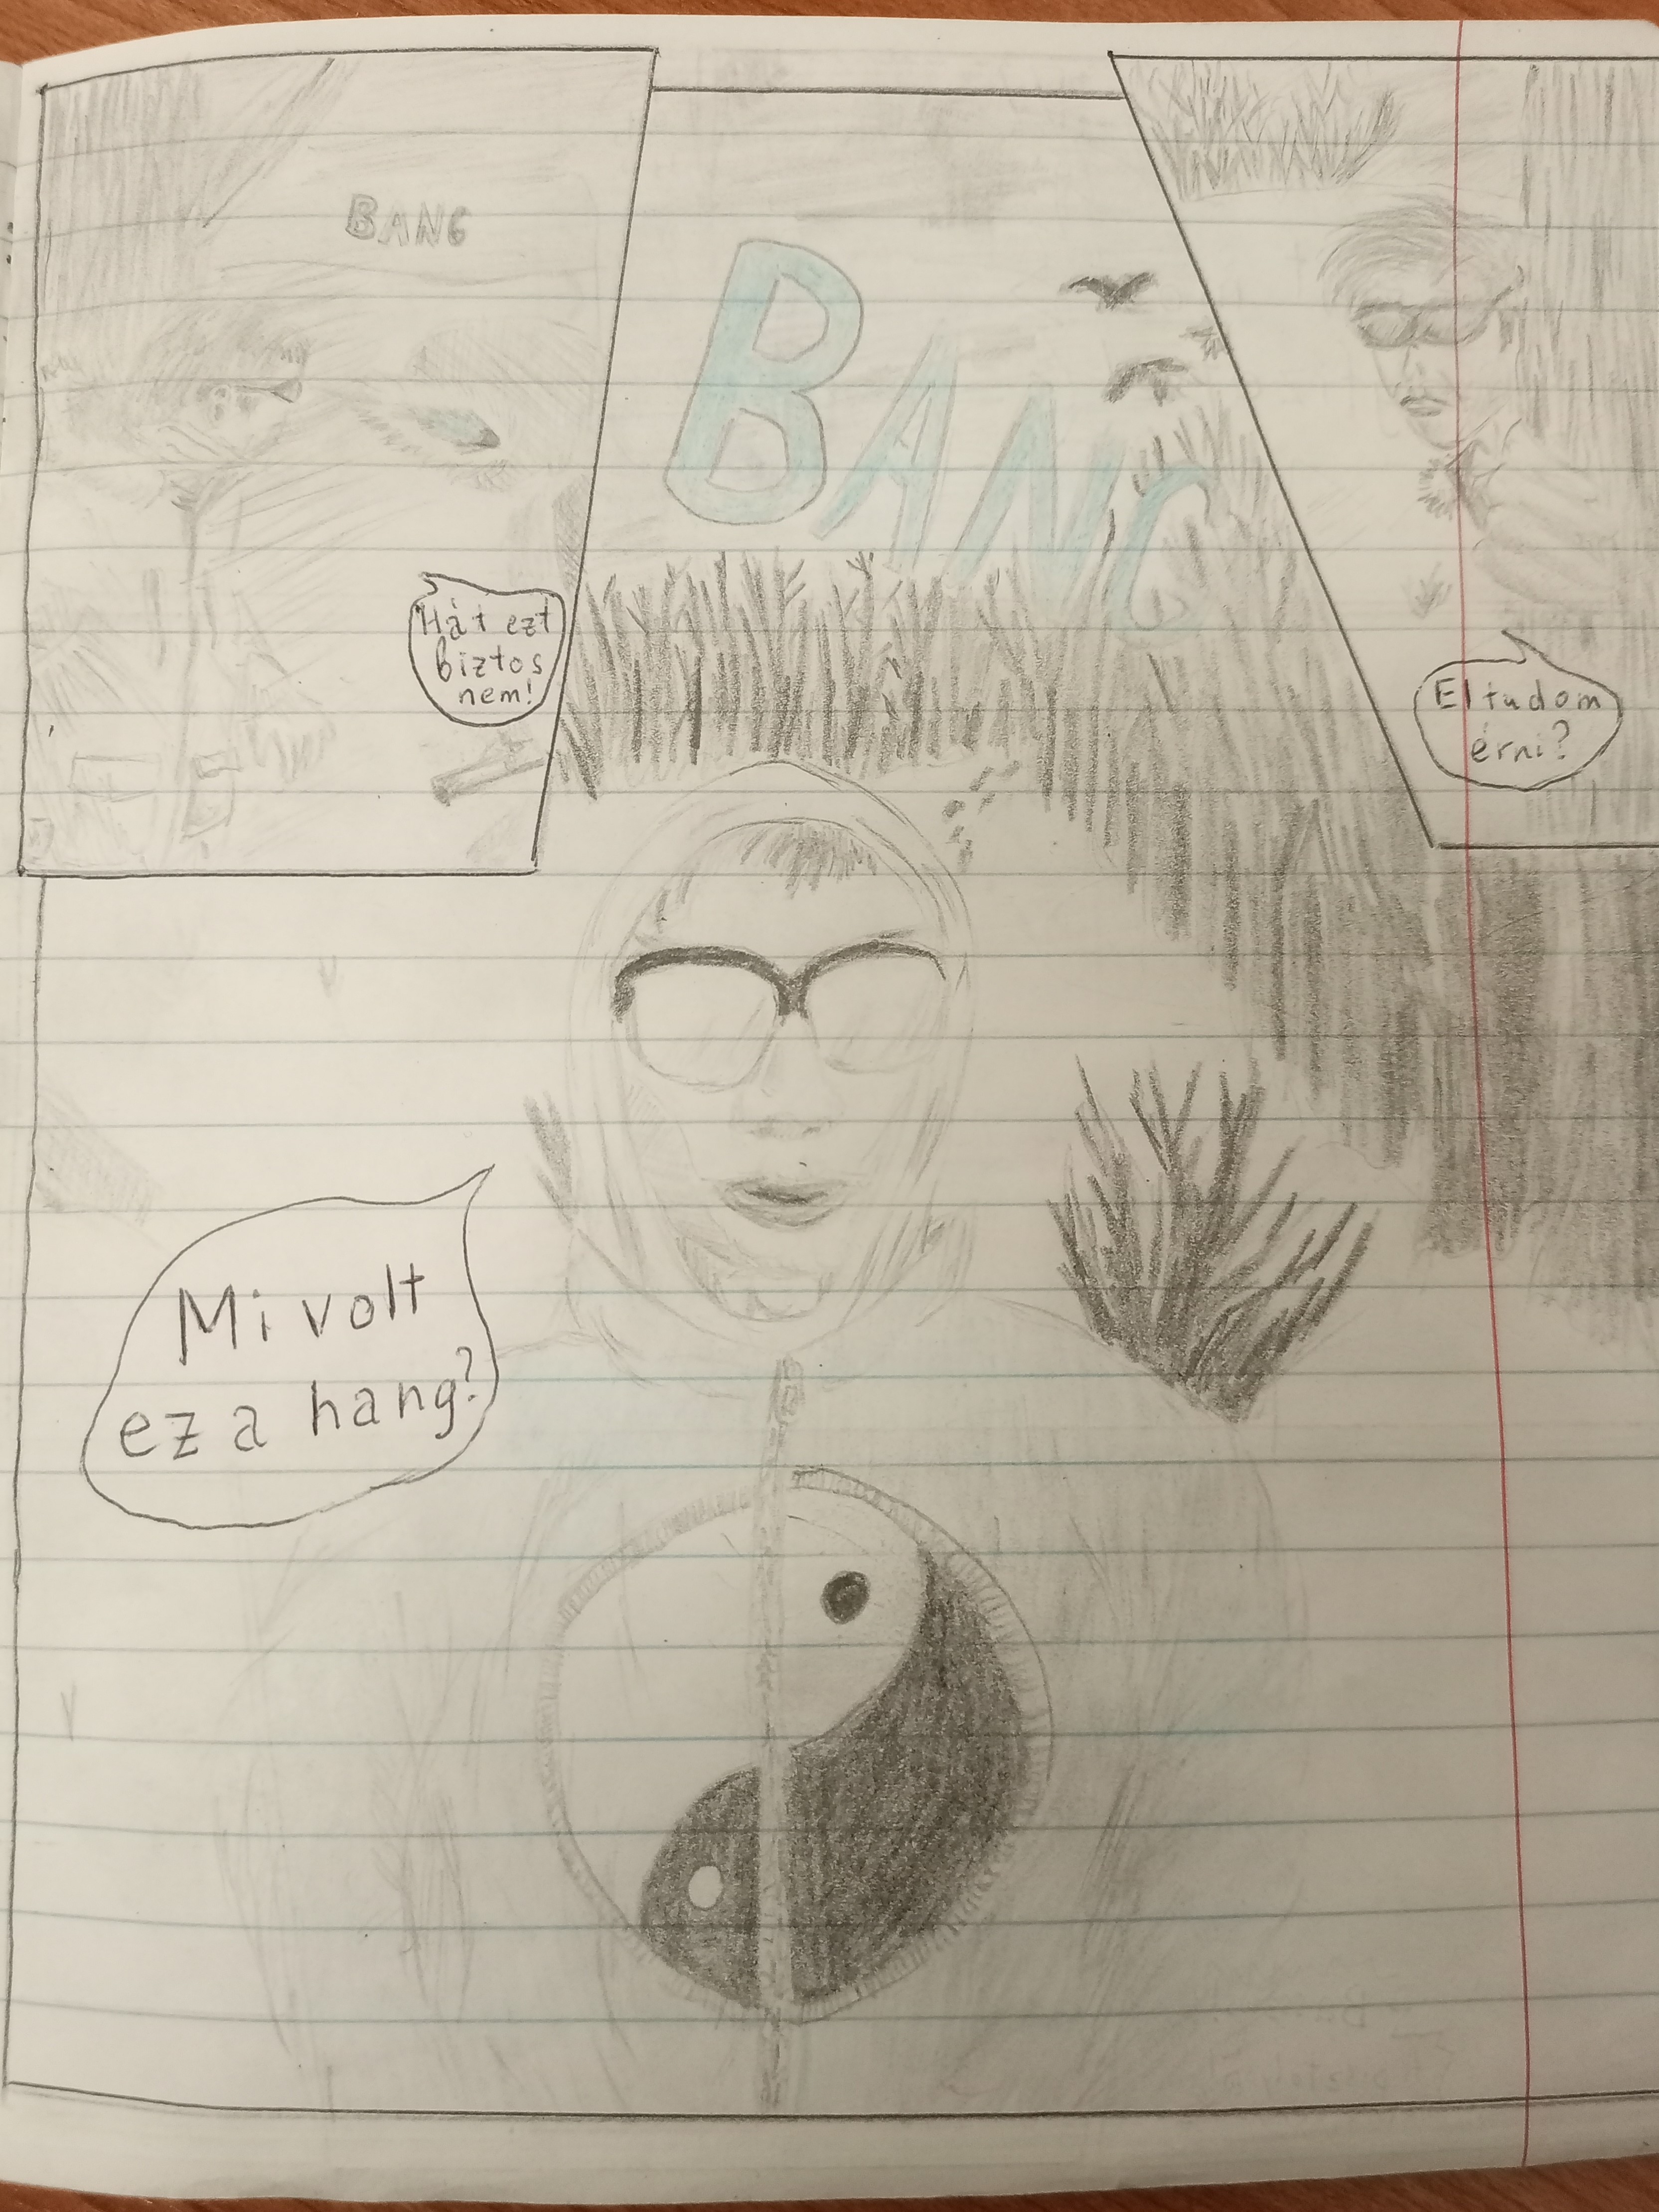 BANG
Hát ezt
biztos
nem!
BANG
El tudom
érni?
Mi volt
ez a hang?